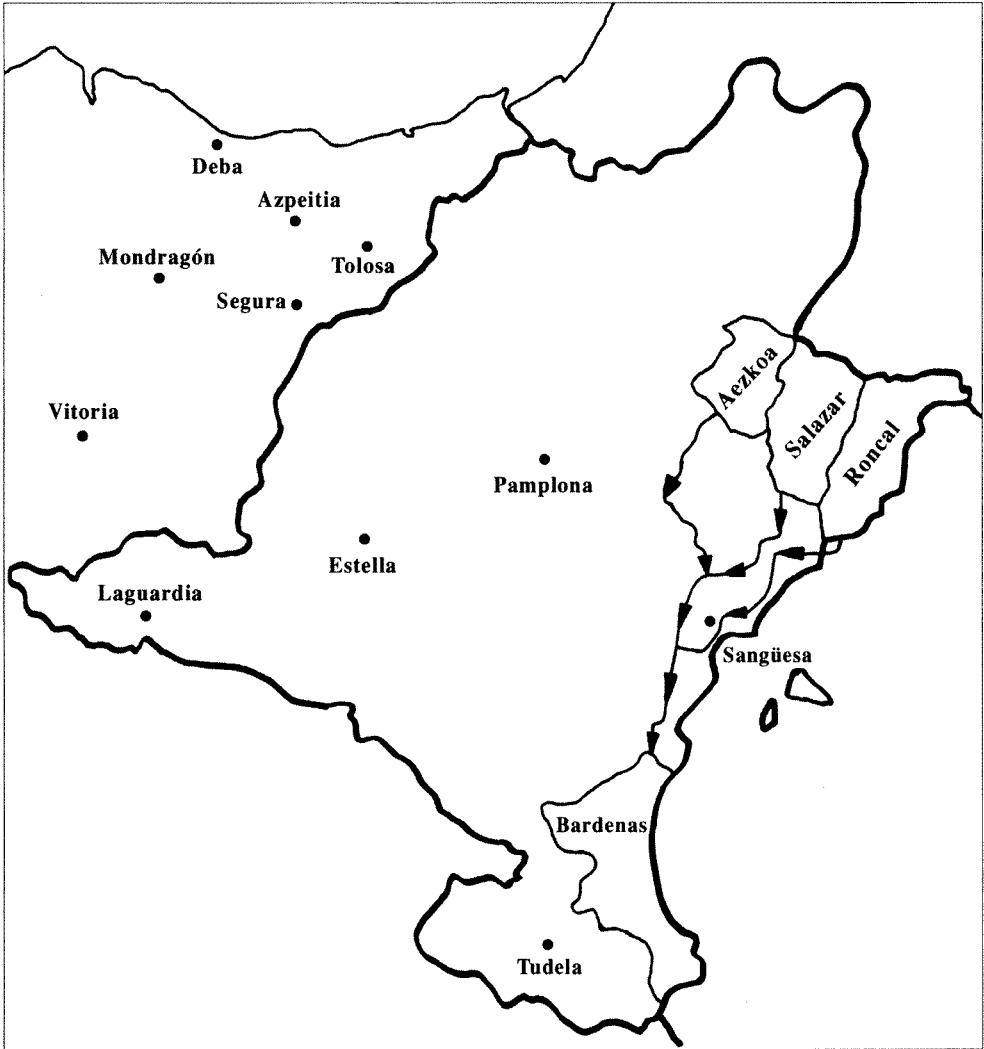 Deba
Azpeitia
Tolosa
Mondragón
Segura
Aezkoa
Salazar
Roncal
Vitoria
Pamplona
Estella
Laguardia
Sangüesa
Bardenas
Tudela